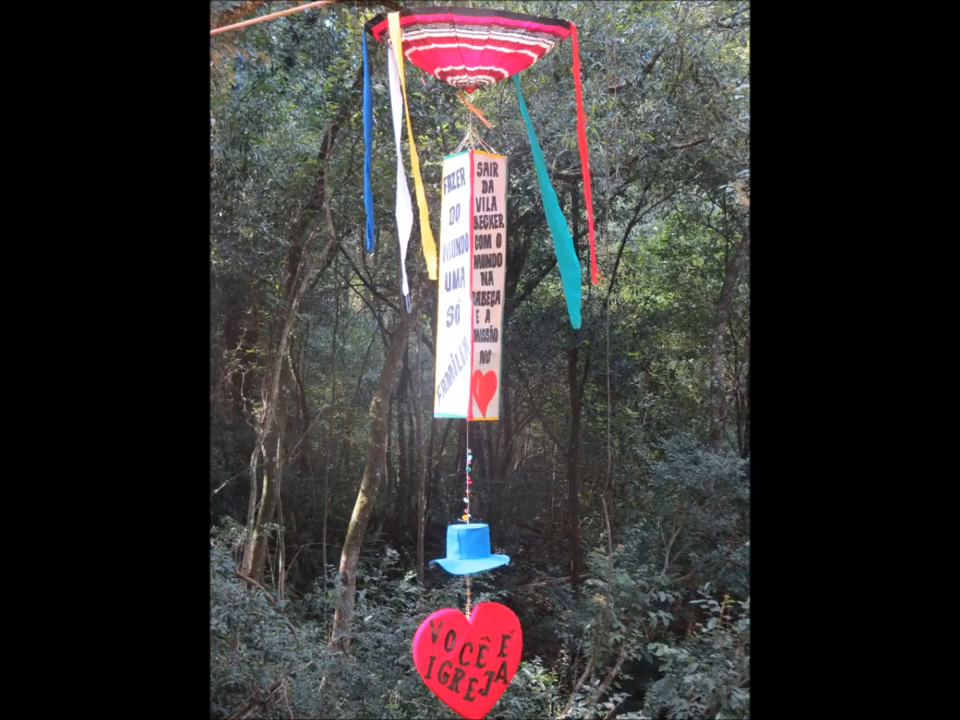 FAZER
DO
MUNDO
UMA
SÓ
FAMÍLIA
SAIR
DA
VILA
BECKER
COM O
MUNDO
NA
CABEÇA
E A
MISSÃO
NO
VOCÊ É
IGREJA